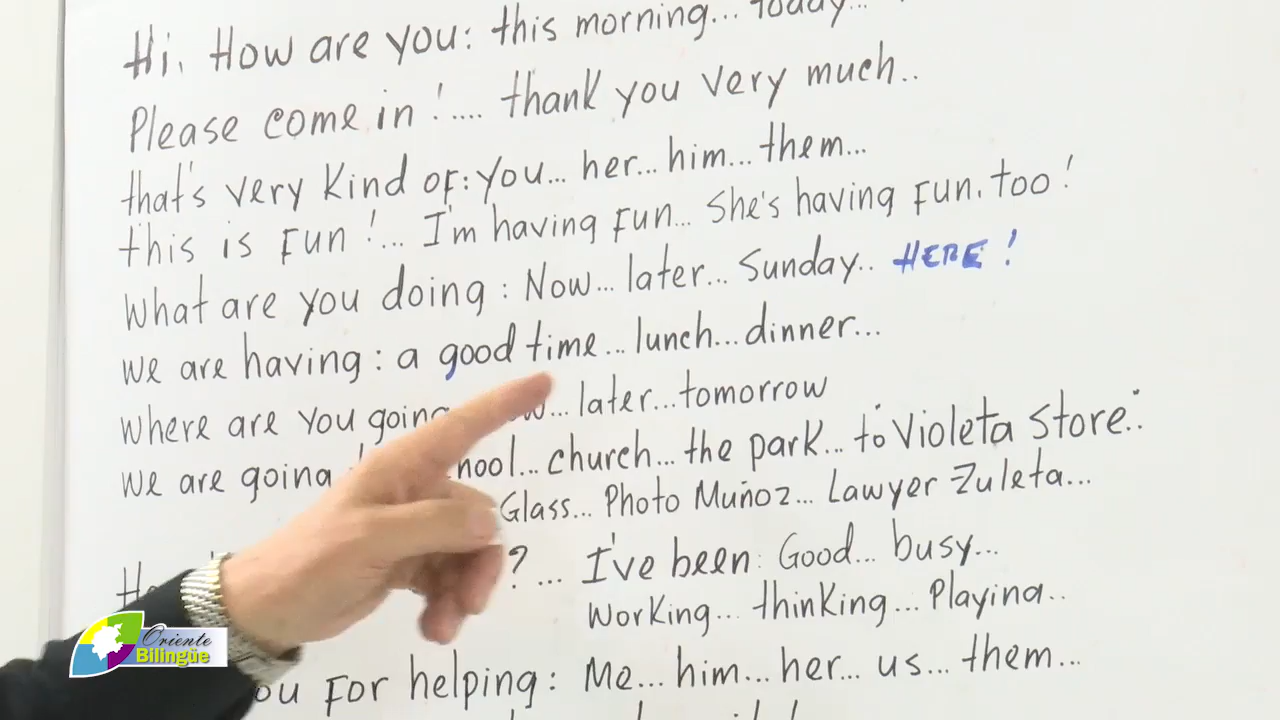 Hi. How are you: this morning... today...
Please come in!.... thank you very much..
that's very kind of: you... her... him... them...
this is fun!... I'm having fun... She's having fun. too!
What are you doing: Now... later... Sunday.. HERE!
We are having: a good time... lunch... dinner...
Where are you going later... tomorrow
We are going church... the park... to "Violeta Store"..
Glass... Photo Muñoz... Lawyer Zuleta...
?... I've been: Good... busy...
Working... thinking... Playing..
for helping: Me... him... her... us... them...
Oriente
Bilingüe